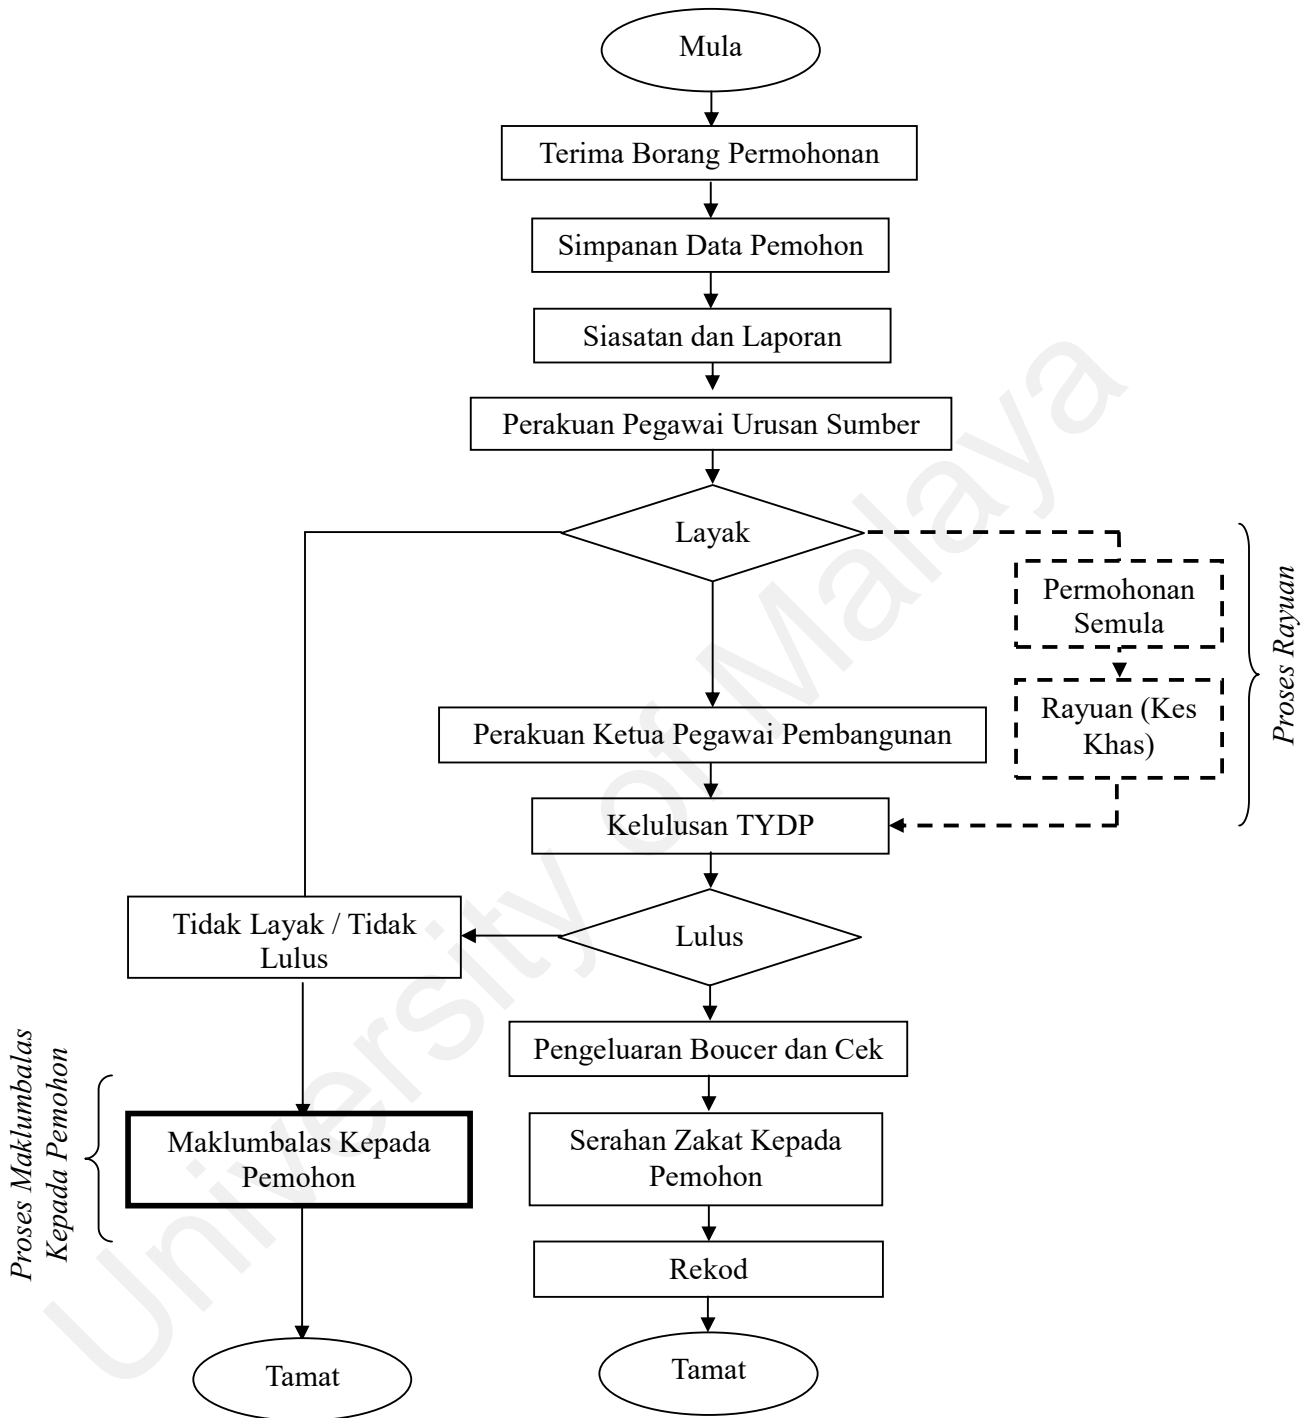 Mula
Terima Borang Permohonan
Simpanan Data Pemohon
Siasatan dan Laporan
Perakuan Pegawai Urusan Sumber
Layak
Permohonan
Semula
Rayuan (Kes
Khas)
Proses Rayuan
Perakuan Ketua Pegawai Pembangunan
Kelulusan TYDP
Tidak Layak / Tidak
Lulus
Lulus
Pengeluaran Boucer dan Cek
Proses Maklumbalas
Kepada Pemohon
Maklumbalas Kepada
Pemohon
Serahan Zakat Kepada
Pemohon
Rekod
Tamat
Tamat
University of Malaya